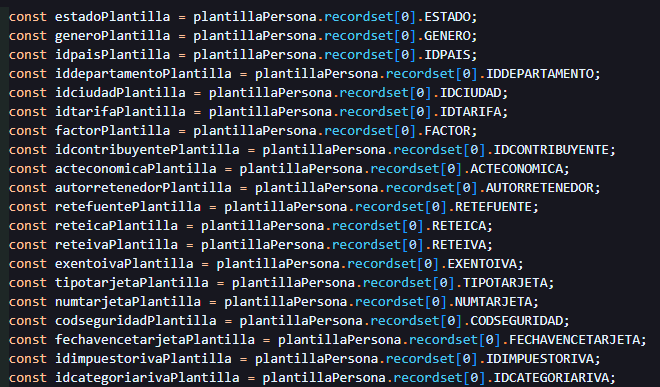 const estadoPlantilla = plantillaPersona.recordset[0].ESTADO;
const generoPlantilla = plantillaPersona.recordset[0].GENERO;
const idpaisPlantilla = plantillaPersona.recordset[0].IDPAIS;
const iddepartamentoPlantilla = plantillaPersona.recordset[0].IDDEPARTAMENTO;
const idciudadPlantilla = plantillaPersona.recordset[0].IDCIUDAD;
const idtarifaPlantilla = plantillaPersona.recordset[0].IDTARIFA;
const factorPlantilla = plantillaPersona.recordset[0].FACTOR;
const idcontribuyentePlantilla = plantillaPersona.recordset[0].IDCONTRIBUYENTE;
const acteconomicaPlantilla = plantillaPersona.recordset[0].ACTECONOMICA;
const autorretenedorPlantilla = plantillaPersona.recordset[0].AUTORRETENEDOR;
const retefuentePlantilla = plantillaPersona.recordset[0].RETEFUENTE;
const reteicaPlantilla = plantillaPersona.recordset[0].RETEICA;
const reteivaPlantilla = plantillaPersona.recordset[0].RETEIVA;
const exentoivaPlantilla = plantillaPersona.recordset[0].EXENTOIVA;
const tipotarjetaPlantilla = plantillaPersona.recordset[0].TIPOTARJETA;
const numtarjetaPlantilla = plantillaPersona.recordset[0].NUMTARJETA;
const codseguridadPlantilla = plantillaPersona.recordset[0].CODSEGURIDAD;
const fechavencetarjetaPlantilla = plantillaPersona.recordset[0].FECHAVENCETARJETA;
const idimpuestorivaPlantilla = plantillaPersona.recordset[0].IDIMPUESTORIVA;
const idcategoriarivaPlantilla = plantillaPersona.recordset[0].IDCATEGORIARIVA;